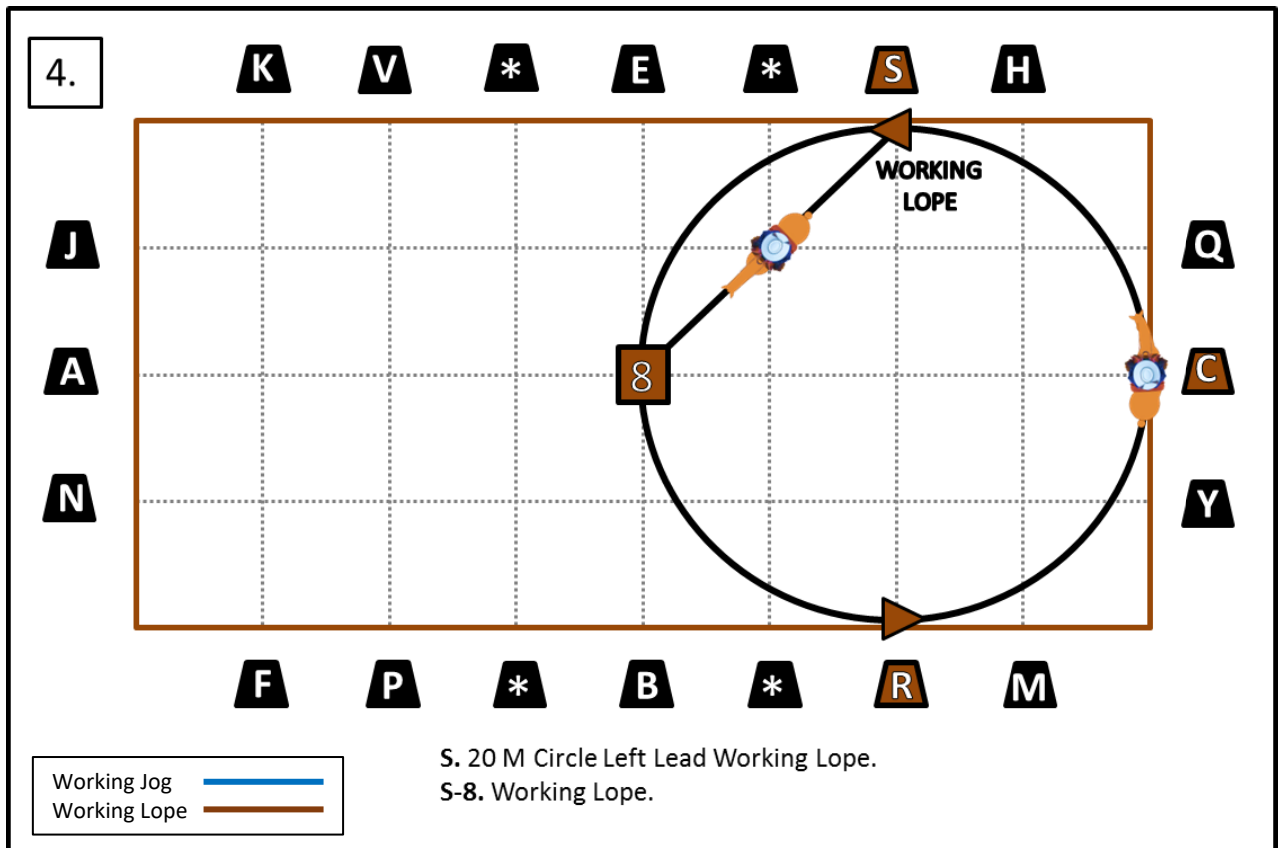 4.
K V * E * S H
WORKING
LOPE
J Q
8
A C
N Y
F P * B * R M
S. 20 M Circle Left Lead Working Lope.
S-8. Working Lope.
Working Jog
Working Lope